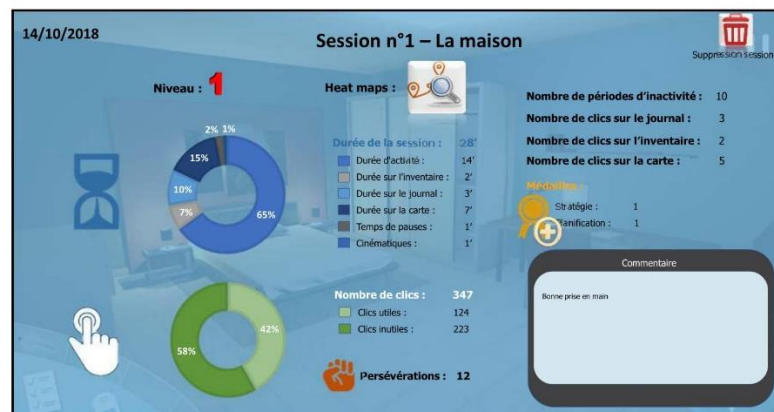 14/10/2018
Session n°1 – La maison
Suppression session
Niveau : 1
Heat maps :
2%
1%
15%
10%
7%
65%
Durée de la session : 28'
Durée d'activité : 14'
Durée sur l'inventaire : 2'
Durée sur le journal : 3'
Durée sur la carte : 7'
Temps de pauses : 1'
Cinématiques : 1'
Nombre de périodes d'inactivité : 10
Nombre de clics sur le journal : 3
Nombre de clics sur l'inventaire : 2
Nombre de clics sur la carte : 5
Médailles :
Stratégie : 1
Planification : 1
Commentaire
Bonne prise en main
42%
58%
Nombre de clics : 347
Clics utiles : 124
Clics inutiles : 223
Persévérations : 12